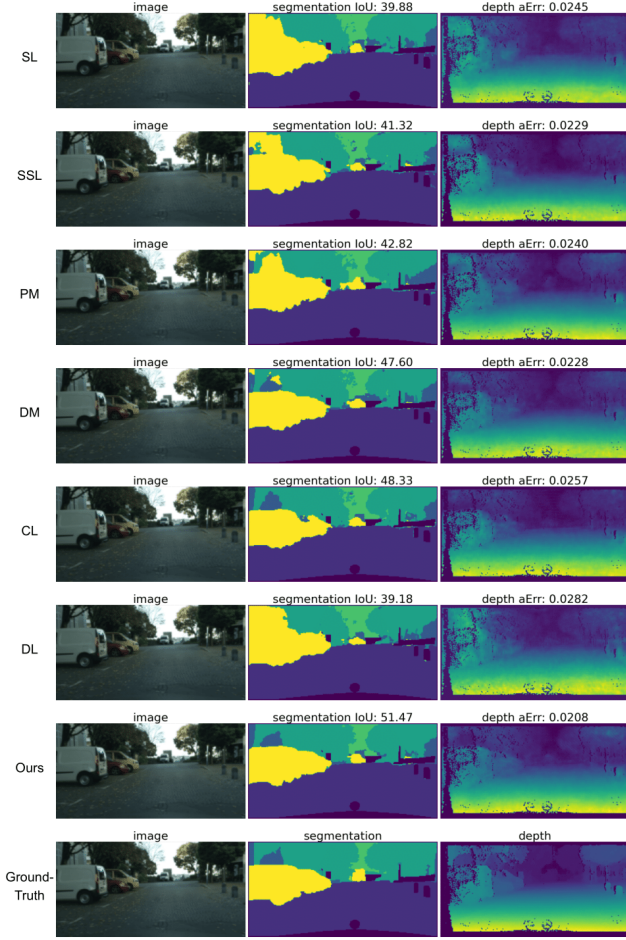 image segmentation IoU: 39.88 depth aErr: 0.0245
SL
image segmentation IoU: 41.32 depth aErr: 0.0229
SSL
image segmentation IoU: 42.82 depth aErr: 0.0240
PM
image segmentation IoU: 47.60 depth aErr: 0.0228
DM
image segmentation IoU: 48.33 depth aErr: 0.0257
CL
image segmentation IoU: 39.18 depth aErr: 0.0282
DL
image segmentation IoU: 51.47 depth aErr: 0.0208
Ours
image segmentation depth
Ground-
Truth